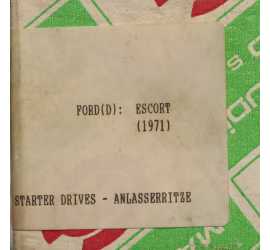 FORD(D): ESCORT
(1971)
STARTER DRIVES - ANLASSERRITZE